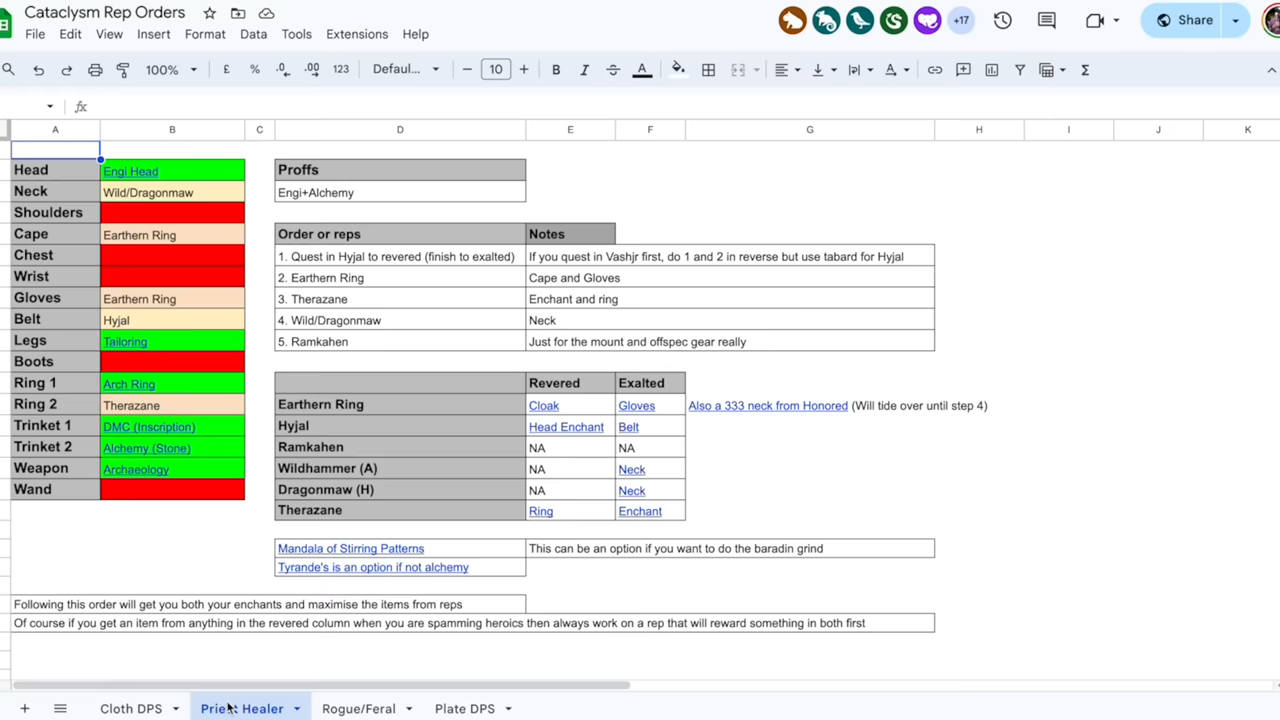 Cataclysm Rep Orders
+17
Share
File Edit View Insert Format Data Tools Extensions Help
100% £ % .0 .00 123 Defaul... − 10 + B I A Σ
fx
A B C D E F G H I J K
Head Engi Head Proffs
Neck Wild/Dragonmaw Engi+Alchemy
Shoulders
Cape Earthern Ring Order or reps Notes
Chest 1. Quest in Hyjal to revered (finish to exalted) If you quest in Vashjr first, do 1 and 2 in reverse but use tabard for Hyjal
Wrist 2. Earthern Ring Cape and Gloves
Gloves Earthern Ring 3. Therazane Enchant and ring
Belt Hyjal 4. Wild/Dragonmaw Neck
Legs Tailoring 5. Ramkahen Just for the mount and offspec gear really
Boots
Ring 1 Arch Ring Revered Exalted
Ring 2 Therazane Earthern Ring Cloak Gloves Also a 333 neck from Honored (Will tide over until step 4)
Trinket 1 DMC (Inscription) Hyjal Head Enchant Belt
Trinket 2 Alchemy (Stone) Ramkahen NA NA
Weapon Archaeology Wildhammer (A) NA Neck
Wand Dragonmaw (H) NA Neck
Therazane Ring Enchant
Mandala of Stirring Patterns This can be an option if you want to do the baradin grind
Tyrande's is an option if not alchemy
Following this order will get you both your enchants and maximise the items from reps
Of course if you get an item from anything in the revered column when you are spamming heroics then always work on a rep that will reward something in both first
+ Cloth DPS Priest Healer Rogue/Feral Plate DPS